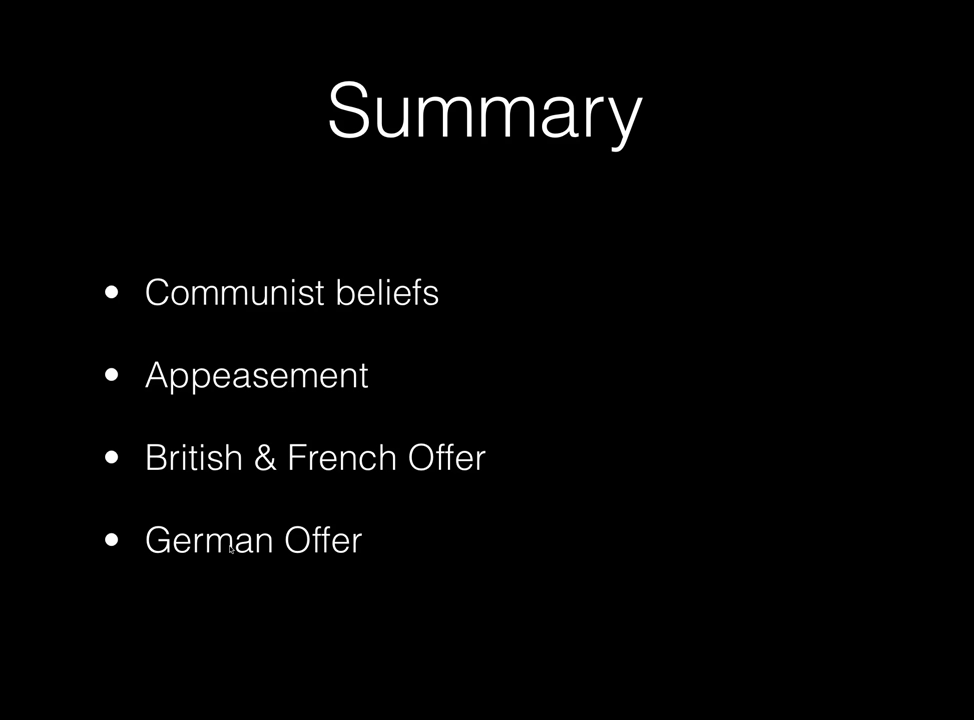 Summary
• Communist beliefs
• Appeasement
• British & French Offer
• German Offer